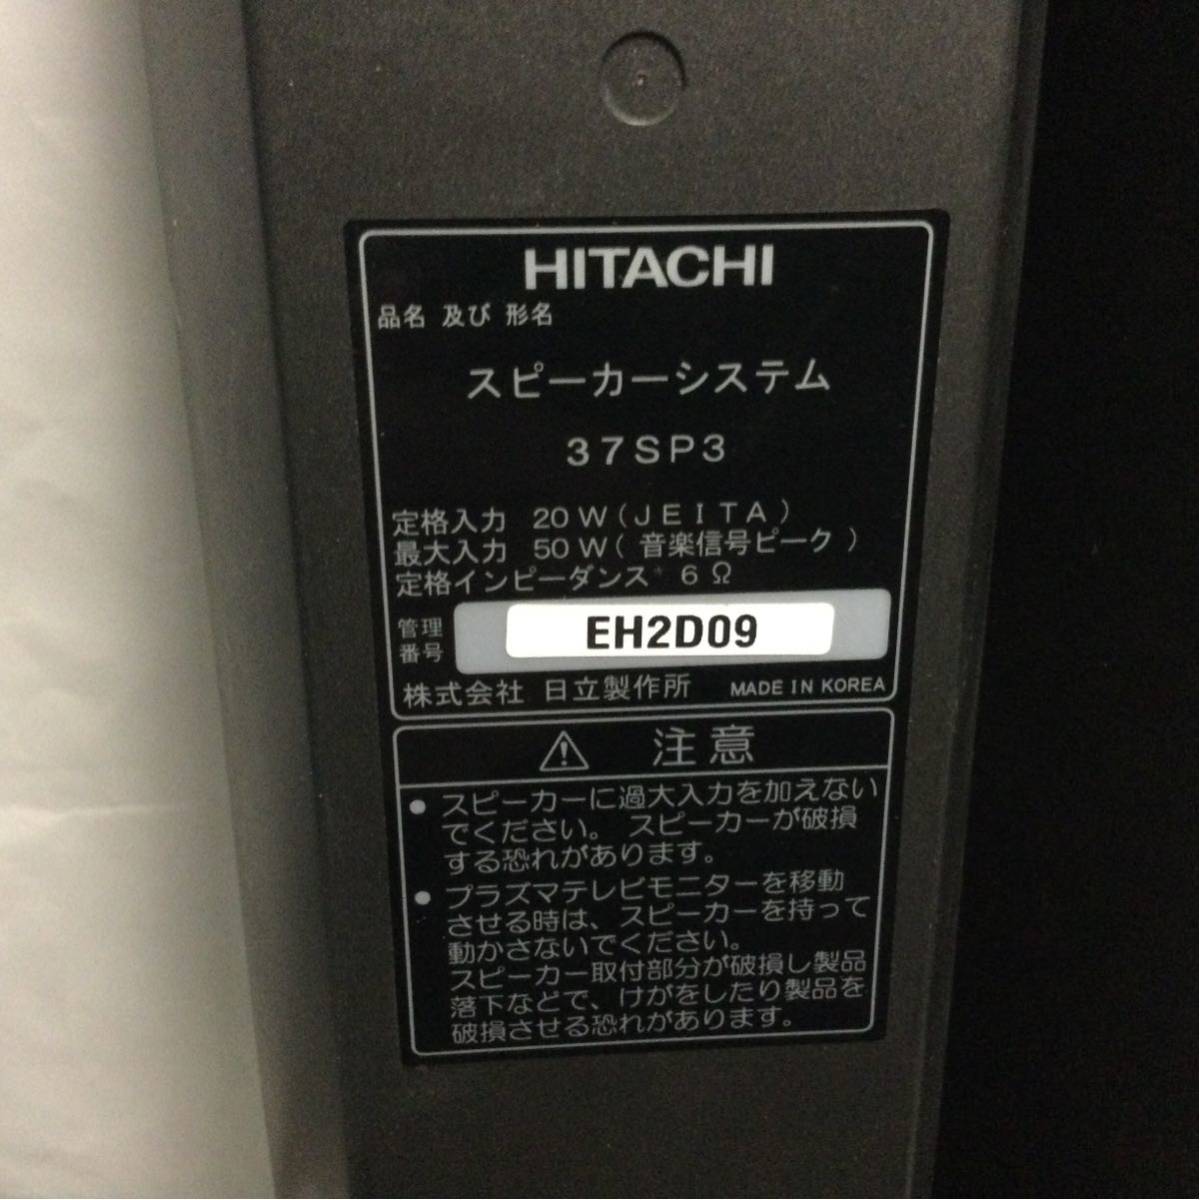 HITACHI
品名 及び 形名
スピーカーシステム
37SP3
定格入力 20W(JEITA)
最大入力 50W(音楽信号ピーク)
定格インピーダンス 6Ω
管理
番号
EH2D09
株式会社 日立製作所 MADE IN KOREA
注意
● スピーカーに過大入力を加えない
でください。 スピーカーが破損
する恐れがあります。
● プラズマテレビモニターを移動
させる時は、スピーカーを持って
動かさないでください。
スピーカー取付部分が破損し製品
落下などで、けがをしたり製品を
破損させる恐れがあります。